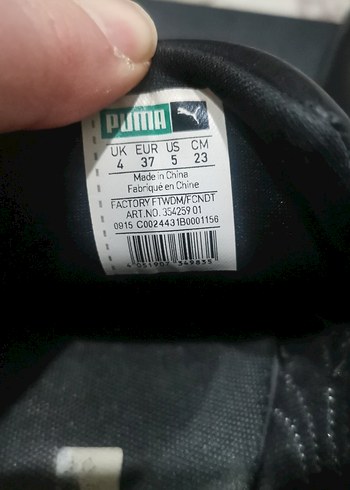 PUMA
UK EUR US CM
4 37 5 23
Made in China
Fabriqué en Chine
FACTORY FTWDM/FCNDT
ART.NO. 354259 01
0915 C0024431B0001156